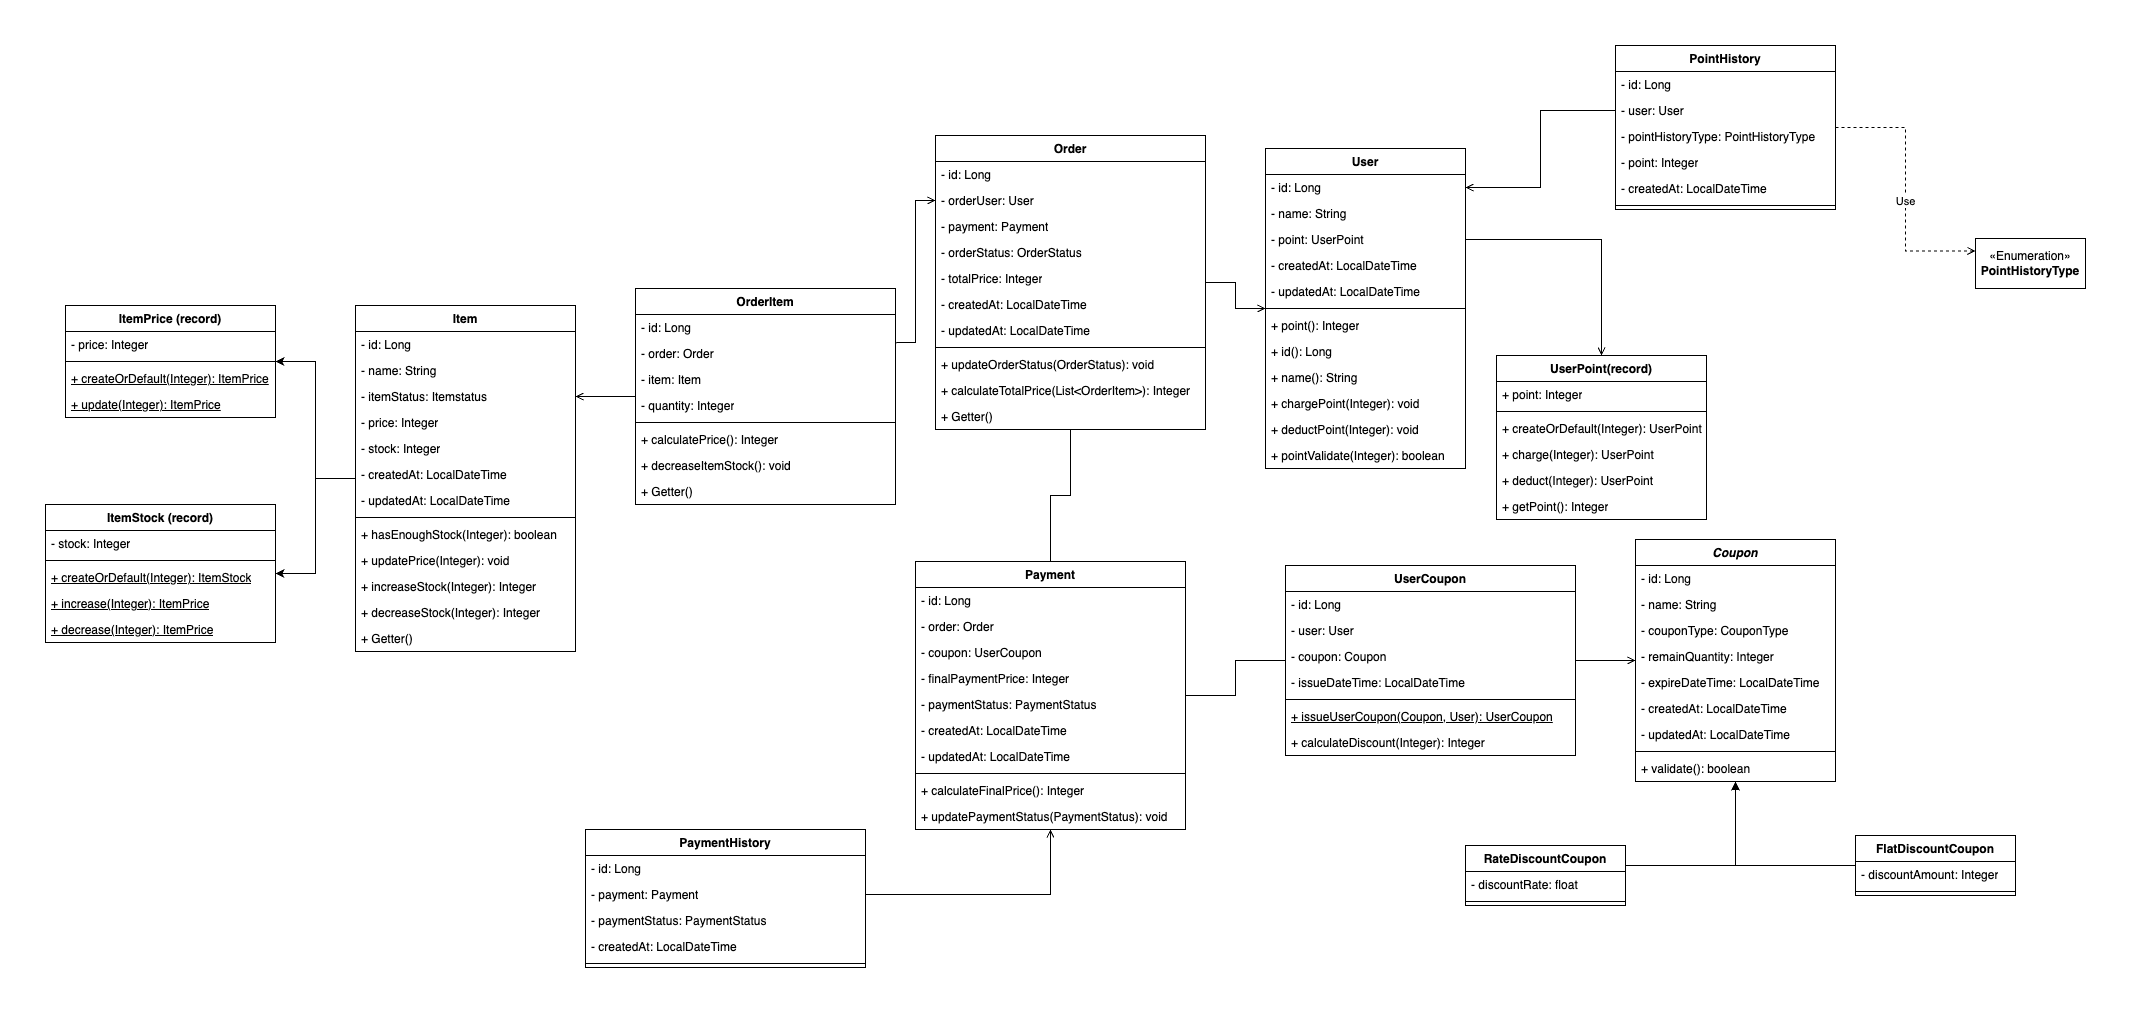 PointHistory
- id: Long
- user: User
- pointHistoryType: PointHistoryType
- point: Integer
- createdAt: LocalDateTime
Use
«Enumeration»
PointHistoryType
Order
- id: Long
- orderUser: User
- payment: Payment
- orderStatus: OrderStatus
- totalPrice: Integer
- createdAt: LocalDateTime
- updatedAt: LocalDateTime
+ updateOrderStatus(OrderStatus): void
+ calculateTotalPrice(List<OrderItem>): Integer
+ Getter()
User
- id: Long
- name: String
- point: UserPoint
- createdAt: LocalDateTime
- updatedAt: LocalDateTime
+ point(): Integer
+ id(): Long
+ name(): String
+ chargePoint(Integer): void
+ deductPoint(Integer): void
+ pointValidate(Integer): boolean
UserPoint(record)
- point: Integer
+ createOrDefault(Integer): UserPoint
+ charge(Integer): UserPoint
+ deduct(Integer): UserPoint
+ getPoint(): Integer
OrderItem
- id: Long
- order: Order
- item: Item
- quantity: Integer
+ calculatePrice(): Integer
+ decreaseItemStock(): void
+ Getter()
ItemPrice (record)
- price: Integer
+ createOrDefault(Integer): ItemPrice
+ update(Integer): ItemPrice
Item
- id: Long
- name: String
- itemStatus: Itemstatus
- price: Integer
- stock: Integer
- createdAt: LocalDateTime
- updatedAt: LocalDateTime
+ hasEnoughStock(Integer): boolean
+ updatePrice(Integer): void
+ increaseStock(Integer): Integer
+ decreaseStock(Integer): Integer
+ Getter()
ItemStock (record)
- stock: Integer
+ createOrDefault(Integer): ItemStock
+ increase(Integer): ItemPrice
+ decrease(Integer): ItemPrice
Payment
- id: Long
- order: Order
- coupon: UserCoupon
- finalPaymentPrice: Integer
- paymentStatus: PaymentStatus
- createdAt: LocalDateTime
- updatedAt: LocalDateTime
+ calculateFinalPrice(): Integer
+ updatePaymentStatus(PaymentStatus): void
UserCoupon
- id: Long
- user: User
- coupon: Coupon
- issueDateTime: LocalDateTime
+ issueUserCoupon(Coupon, User): UserCoupon
+ calculateDiscount(Integer): Integer
Coupon
- id: Long
- name: String
- couponType: CouponType
- remainQuantity: Integer
- expireDateTime: LocalDateTime
- createdAt: LocalDateTime
- updatedAt: LocalDateTime
+ validate(): boolean
PaymentHistory
- id: Long
- payment: Payment
- paymentStatus: PaymentStatus
- createdAt: LocalDateTime
RateDiscountCoupon
- discountRate: float
FlatDiscountCoupon
- discountAmount: Integer